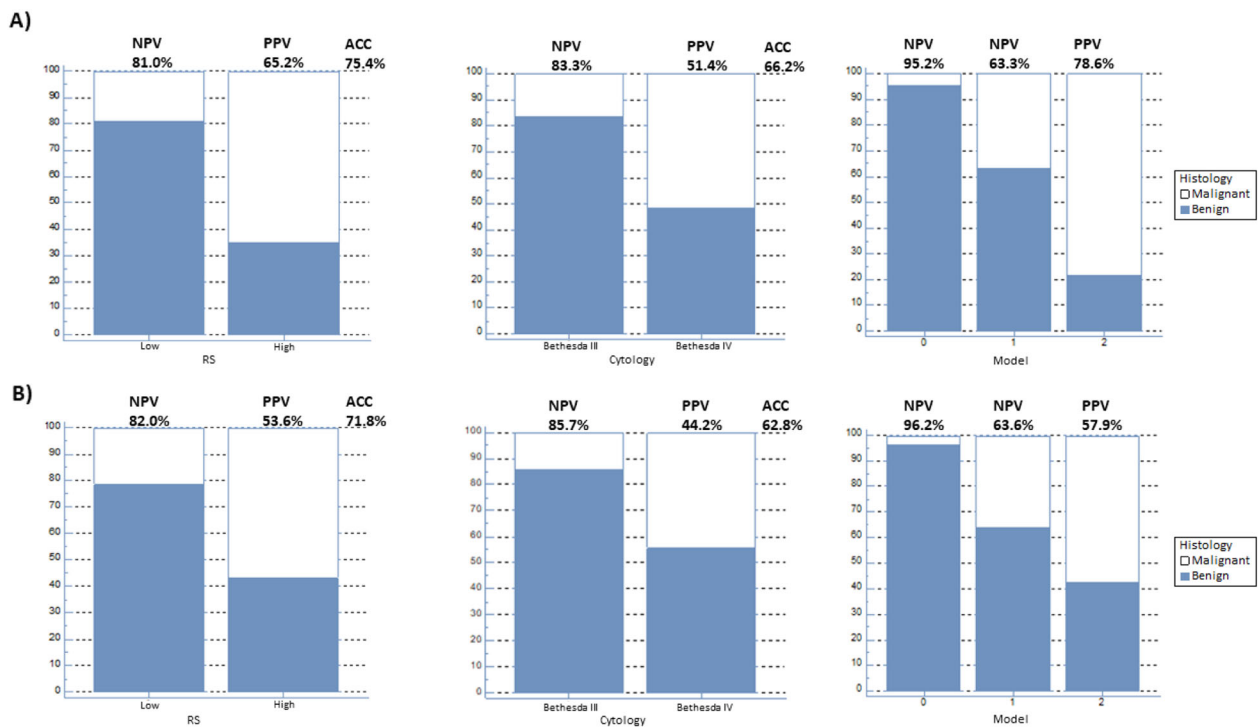 A)
NPV PPV ACC
81.0% 65.2% 75.4%
100
90
80
70
60
50
40
30
20
10
0
Low High
RS
NPV PPV ACC
83.3% 51.4% 66.2%
100
90
80
70
60
50
40
30
20
10
0
Bethesda III Bethesda IV
Cytology
NPV NPV PPV
95.2% 63.3% 78.6%
100
90
80
70
60
50
40
30
20
10
0
0 1 2
Model
Histology
Malignant
Benign
B)
NPV PPV ACC
82.0% 53.6% 71.8%
100
90
80
70
60
50
40
30
20
10
0
Low High
RS
NPV PPV ACC
85.7% 44.2% 62.8%
100
90
80
70
60
50
40
30
20
10
0
Bethesda III Bethesda IV
Cytology
NPV NPV PPV
96.2% 63.6% 57.9%
100
90
80
70
60
50
40
30
20
10
0
0 1 2
Model
Histology
Malignant
Benign